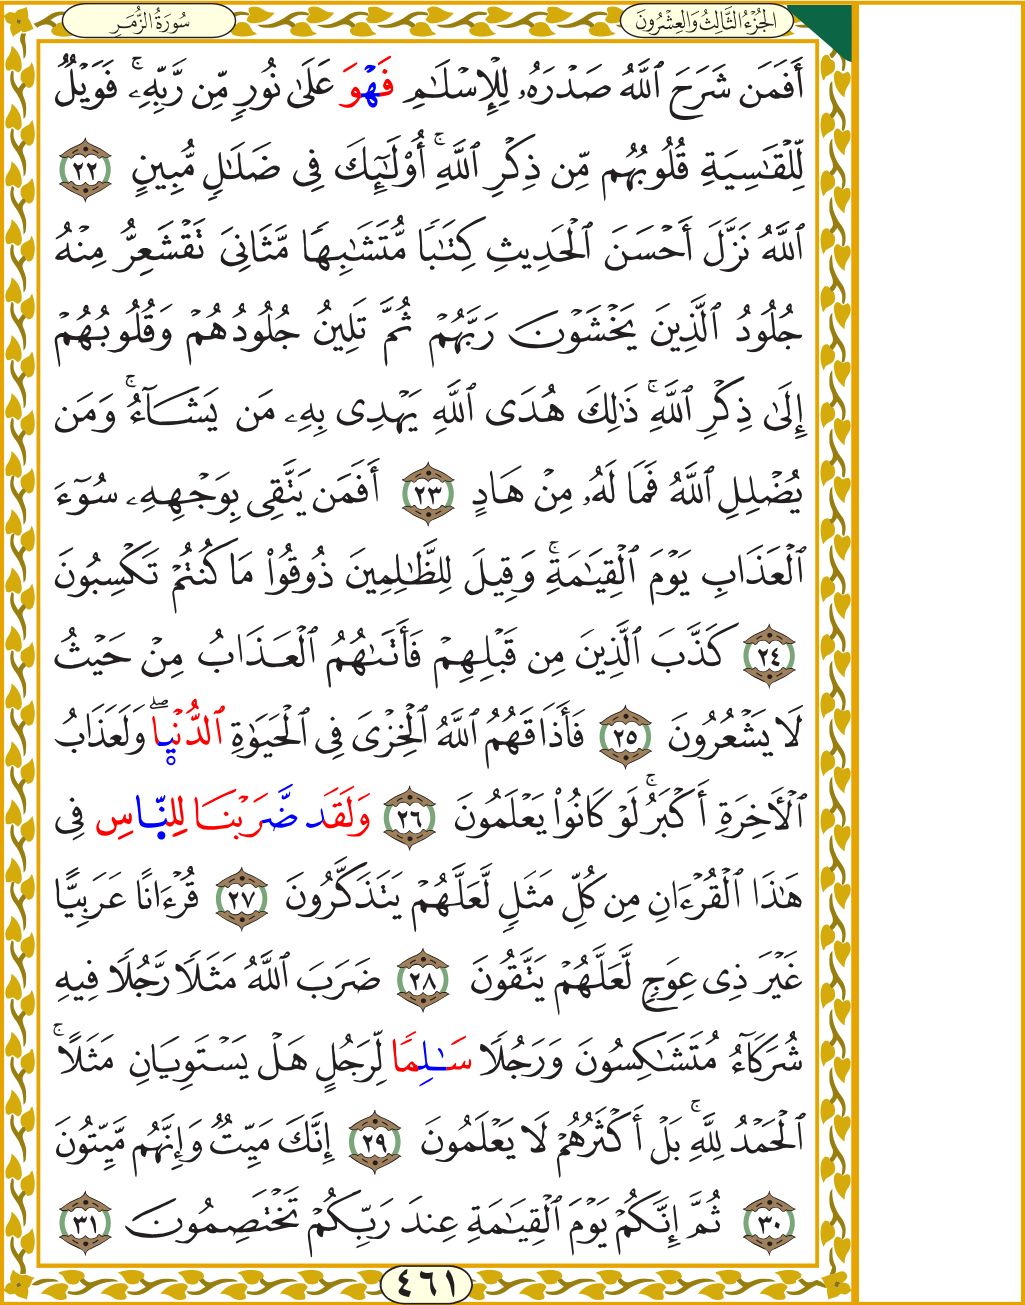 الجُزْءُ الثَّالِثُ وَالعِشْرُونَ
سُورَةُ الزُّمَرِ
أَفَمَن شَرَحَ ٱللَّهُ صَدْرَهُۥ لِلْإِسْلَـٰمِ فَهْوَ عَلَىٰ نُورٍ مِّن رَّبِّهِۦ ۚ فَوَيْلٌ
لِّلْقَـٰسِيَةِ قُلُوبُهُم مِّن ذِكْرِ ٱللَّهِ ۚ أُو۟لَـٰٓئِكَ فِى ضَلَـٰلٍ مُّبِينٍ ٢٢
ٱللَّهُ نَزَّلَ أَحْسَنَ ٱلْحَدِيثِ كِتَـٰبًا مُّتَشَـٰبِهًا مَّثَانِىَ تَقْشَعِرُّ مِنْهُ
جُلُودُ ٱلَّذِينَ يَخْشَوْنَ رَبَّهُمْ ثُمَّ تَلِينُ جُلُودُهُمْ وَقُلُوبُهُمْ
إِلَىٰ ذِكْرِ ٱللَّهِ ۚ ذَٰلِكَ هُدَى ٱللَّهِ يَهْدِى بِهِۦ مَن يَشَآءُ ۚ وَمَن
يُضْلِلِ ٱللَّهُ فَمَا لَهُۥ مِنْ هَادٍ ٢٣ أَفَمَن يَتَّقِى بِوَجْهِهِۦ سُوٓءَ
ٱلْعَذَابِ يَوْمَ ٱلْقِيَـٰمَةِ ۚ وَقِيلَ لِلظَّـٰلِمِينَ ذُوقُوا۟ مَا كُنتُمْ تَكْسِبُونَ
٢٤ كَذَّبَ ٱلَّذِينَ مِن قَبْلِهِمْ فَأَتَىٰهُمُ ٱلْعَذَابُ مِنْ حَيْثُ
لَا يَشْعُرُونَ ٢٥ فَأَذَاقَهُمُ ٱللَّهُ ٱلْخِزْىَ فِى ٱلْحَيَوٰةِ ٱلدُّنْيٜا ۖ وَلَعَذَابُ
ٱلْـَٔاخِرَةِ أَكْبَرُ ۚ لَوْ كَانُوا۟ يَعْلَمُونَ ٢٦ وَلَقَد ضَّرَبْنَا لِلنّٜاسِ فِى
هَـٰذَا ٱلْقُرْءَانِ مِن كُلِّ مَثَلٍ لَّعَلَّهُمْ يَتَذَكَّرُونَ ٢٧ قُرْءَانًا عَرَبِيًّا
غَيْرَ ذِى عِوَجٍ لَّعَلَّهُمْ يَتَّقُونَ ٢٨ ضَرَبَ ٱللَّهُ مَثَلًا رَّجُلًا فِيهِ
شُرَكَآءُ مُتَشَـٰكِسُونَ وَرَجُلًا سَـٰلِمًا لِّرَجُلٍ هَلْ يَسْتَوِيَانِ مَثَلًا ۚ
ٱلْحَمْدُ لِلَّهِ ۚ بَلْ أَكْثَرُهُمْ لَا يَعْلَمُونَ ٢٩ إِنَّكَ مَيِّتٌ وَإِنَّهُم مَّيِّتُونَ
٣٠ ثُمَّ إِنَّكُمْ يَوْمَ ٱلْقِيَـٰمَةِ عِندَ رَبِّكُمْ تَخْتَصِمُونَ ٣١
٤٦١